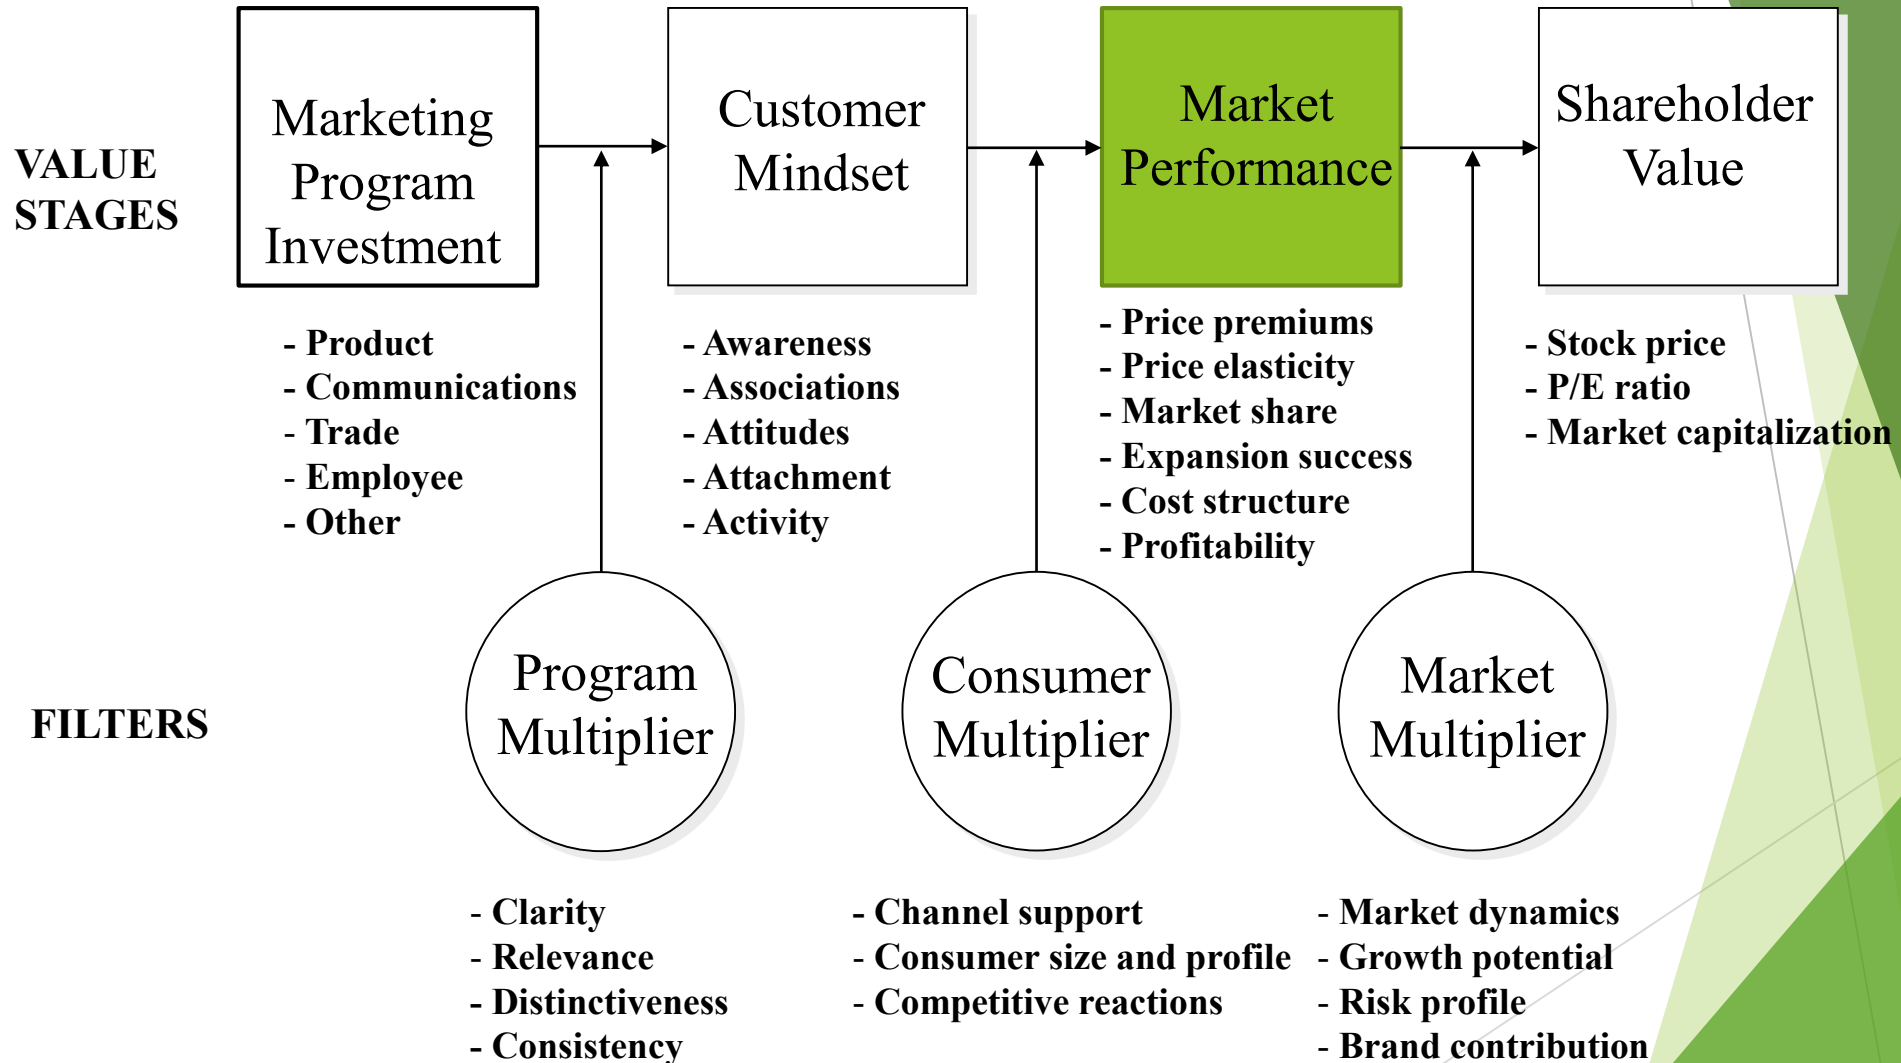 Marketing
Program
Investment
Customer
Mindset
Market
Performance
Shareholder
Value
VALUE
STAGES
- Product
- Communications
- Trade
- Employee
- Other
- Awareness
- Associations
- Attitudes
- Attachment
- Activity
- Price premiums
- Price elasticity
- Market share
- Expansion success
- Cost structure
- Profitability
- Stock price
- P/E ratio
- Market capitalization
FILTERS
Program
Multiplier
Consumer
Multiplier
Market
Multiplier
- Clarity
- Relevance
- Distinctiveness
- Consistency
- Channel support
- Consumer size and profile
- Competitive reactions
- Market dynamics
- Growth potential
- Risk profile
- Brand contribution